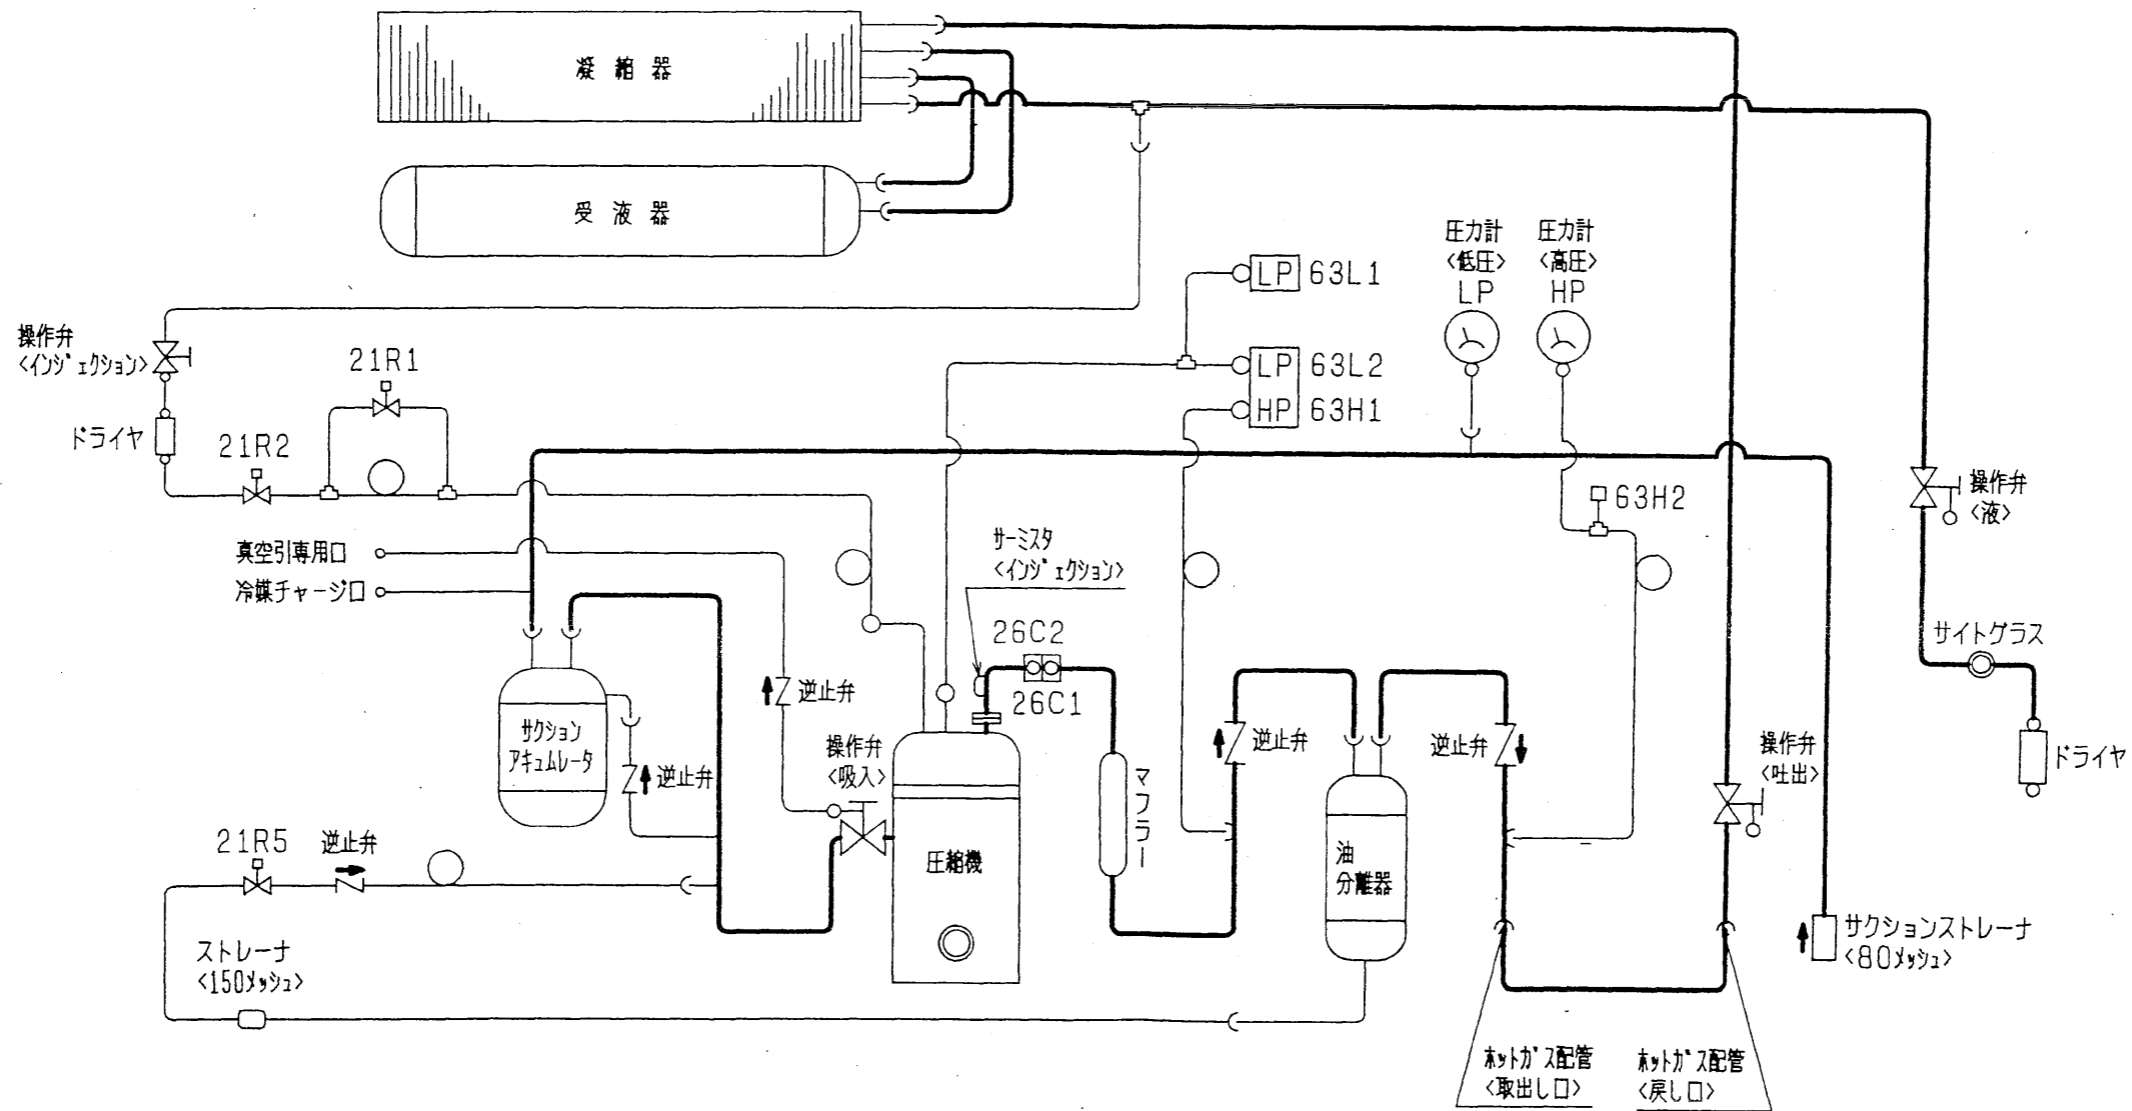 凝縮器
受液器
圧力計
<低圧>
LP
圧力計
<高圧>
HP
LP 63L1
LP 63L2
HP 63H1
操作弁
<インジェクション>
21R1
ドライヤ
21R2
63H2
操作弁
<液>
真空引専用口
冷媒チャージ口
サーミスタ
<インジェクション>
26C2
26C1
サイトグラス
逆止弁
サクション
アキュムレータ
逆止弁
操作弁
<吸入>
逆止弁
逆止弁
操作弁
<吐出>
ドライヤ
マフラー
21R5
逆止弁
圧縮機
油
分離器
ストレーナ
<150メッシュ>
サクションストレーナ
<80メッシュ>
ホットガス配管
<取出し口>
ホットガス配管
<戻し口>